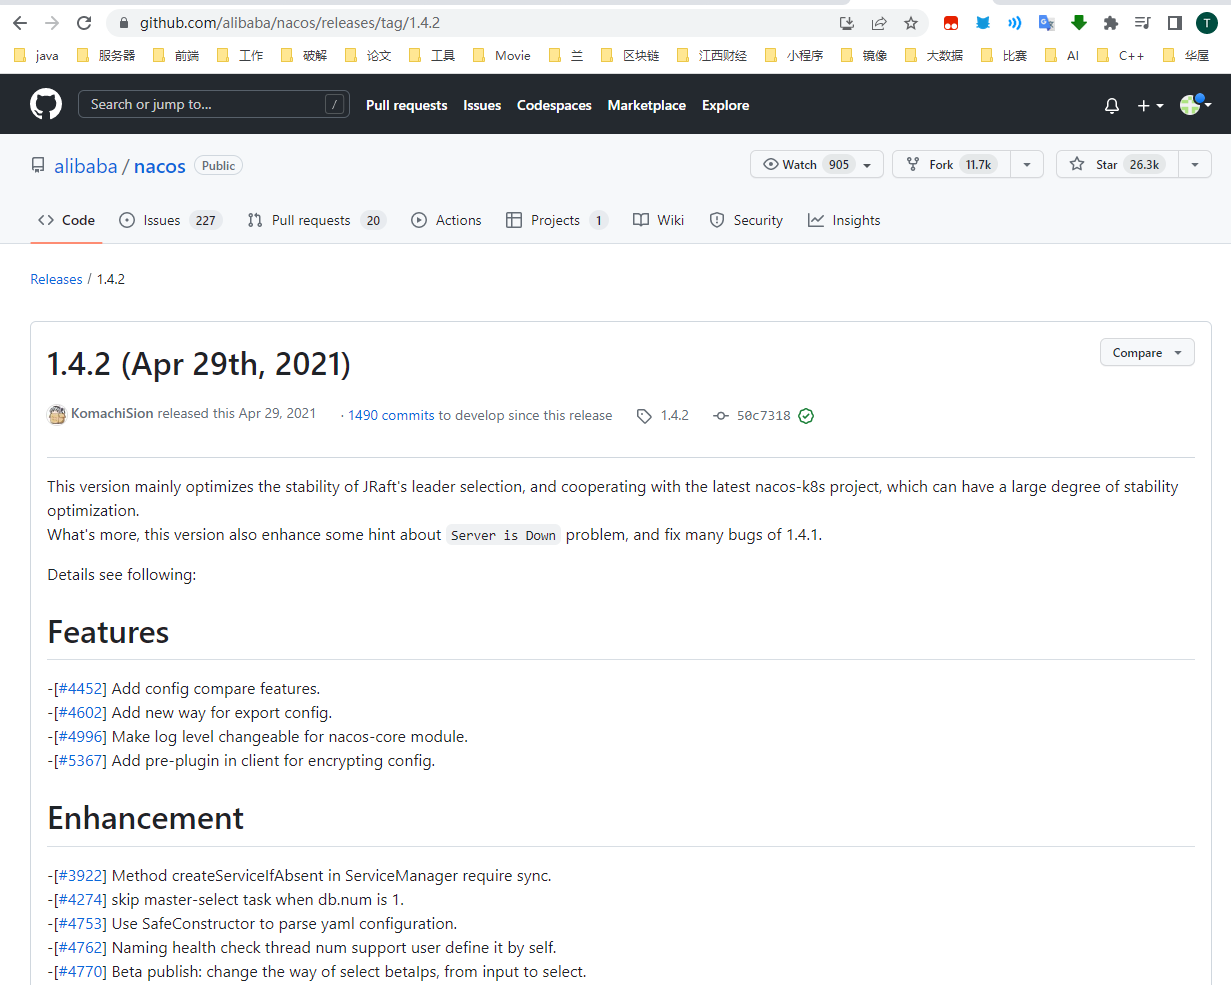 github.com/alibaba/nacos/releases/tag/1.4.2
T
java 服务器 前端 工作 破解 论文 工具 Movie 兰 区块链 江西财经 小程序 镜像 大数据 比赛 AI C++ 华屋
Search or jump to... / Pull requests Issues Codespaces Marketplace Explore
alibaba / nacos Public Watch 905 Fork 11.7k Star 26.3k
Code Issues 227 Pull requests 20 Actions Projects 1 Wiki Security Insights
Releases / 1.4.2
1.4.2 (Apr 29th, 2021) Compare
KomachiSion released this Apr 29, 2021 · 1490 commits to develop since this release 1.4.2 50c7318
This version mainly optimizes the stability of JRaft's leader selection, and cooperating with the latest nacos-k8s project, which can have a large degree of stability
optimization.
What's more, this version also enhance some hint about Server is Down problem, and fix many bugs of 1.4.1.
Details see following:
Features
-[#4452] Add config compare features.
-[#4602] Add new way for export config.
-[#4996] Make log level changeable for nacos-core module.
-[#5367] Add pre-plugin in client for encrypting config.
Enhancement
-[#3922] Method createServiceIfAbsent in ServiceManager require sync.
-[#4274] skip master-select task when db.num is 1.
-[#4753] Use SafeConstructor to parse yaml configuration.
-[#4762] Naming health check thread num support user define it by self.
-[#4770] Beta publish: change the way of select betaIps, from input to select.